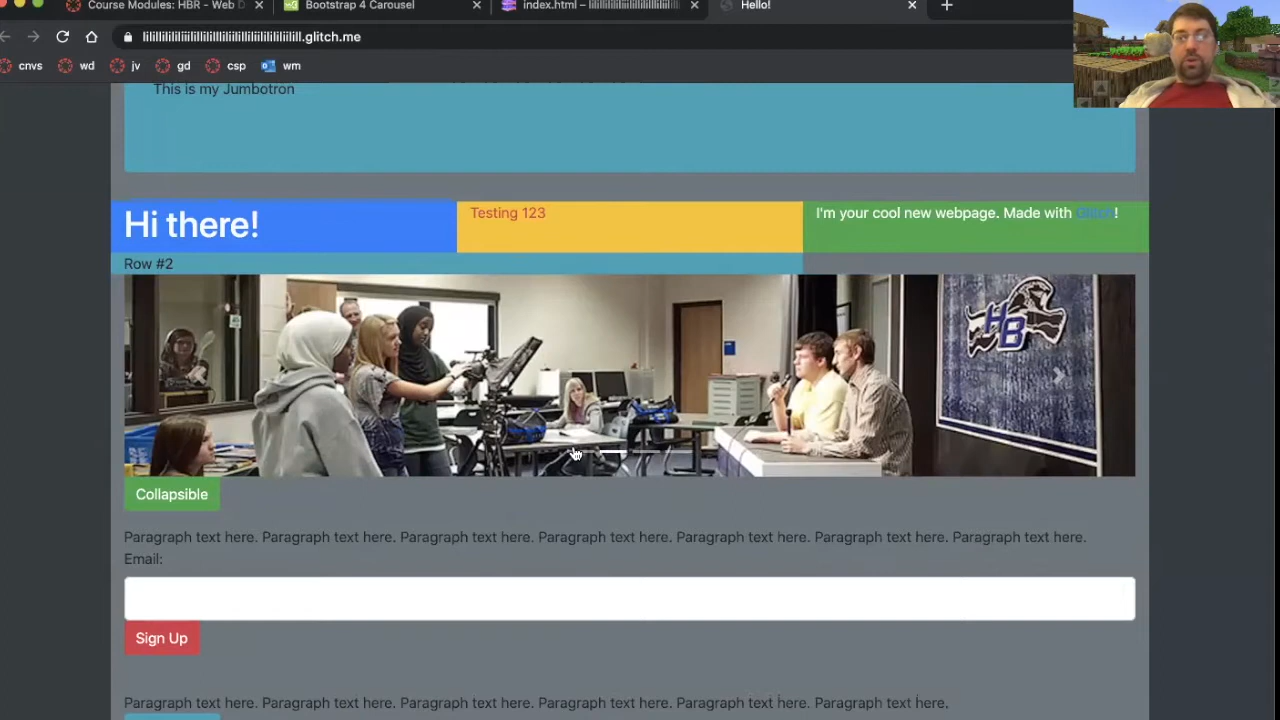 Course Modules: HBR - Web D
Bootstrap 4 Carousel
Hello!
.glitch.me
cnvs wd jv gd csp wm
This is my Jumbotron
Hi there!
Testing 123
I'm your cool new webpage. Made with Glitch!
Row #2
HB
Collapsible
Paragraph text here. Paragraph text here. Paragraph text here. Paragraph text here. Paragraph text here. Paragraph text here. Paragraph text here.
Email:
Sign Up
Paragraph text here. Paragraph text here. Paragraph text here. Paragraph text here. Paragraph text here. Paragraph text here.